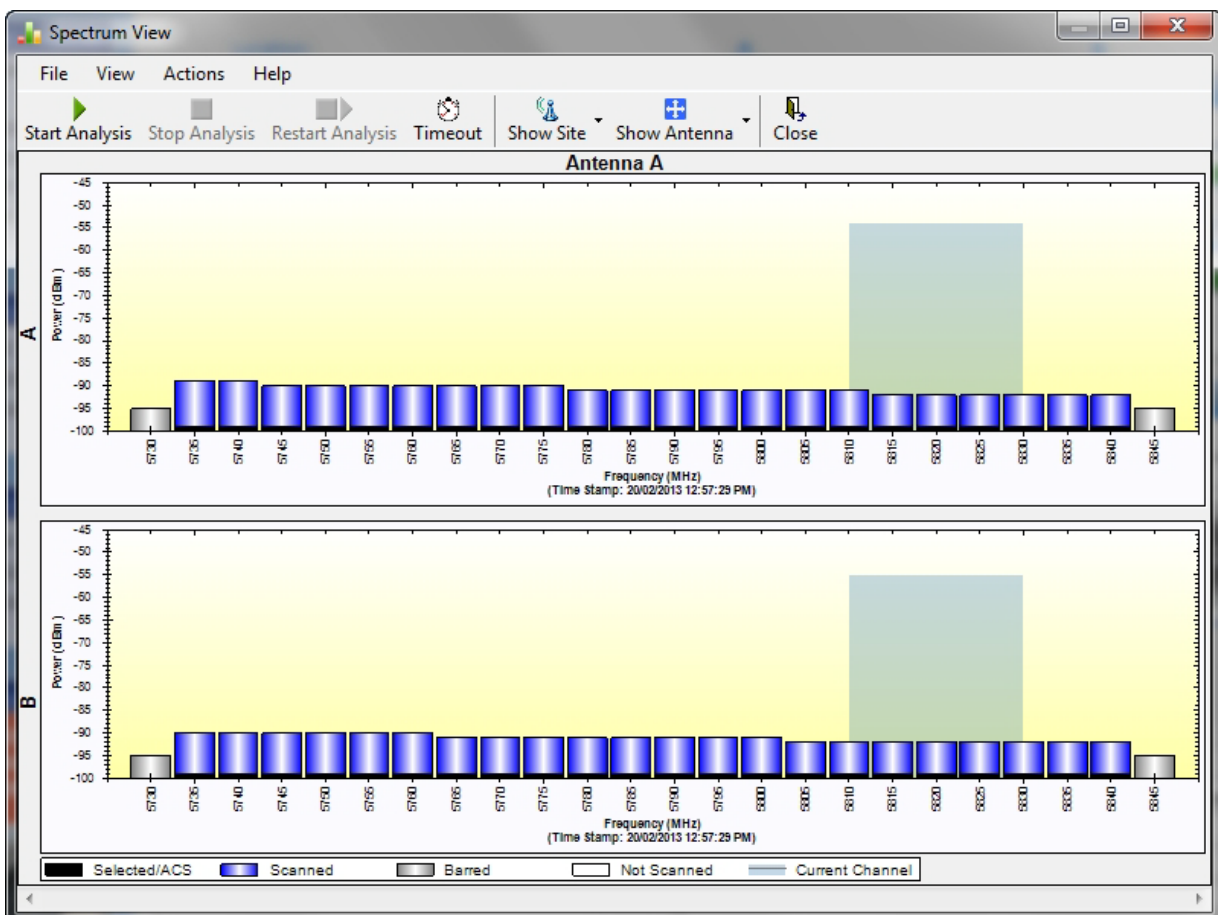 Spectrum View
File View Actions Help
Start Analysis Stop Analysis Restart Analysis Timeout Show Site Show Antenna Close
Antenna A
A
Power (dBm)
-45
-50
-55
-60
-65
-70
-75
-80
-85
-90
-95
-100
5730 5735 5740 5745 5750 5755 5760 5765 5770 5775 5780 5785 5790 5795 5800 5805 5810 5815 5820 5825 5830 5835 5840 5845
Frequency (MHz)
(Time Stamp: 20/02/2013 12:57:29 PM)
B
Power (dBm)
-45
-50
-55
-60
-65
-70
-75
-80
-85
-90
-95
-100
5730 5735 5740 5745 5750 5755 5760 5765 5770 5775 5780 5785 5790 5795 5800 5805 5810 5815 5820 5825 5830 5835 5840 5845
Frequency (MHz)
(Time Stamp: 20/02/2013 12:57:29 PM)
Selected/ACS Scanned Barred Not Scanned Current Channel